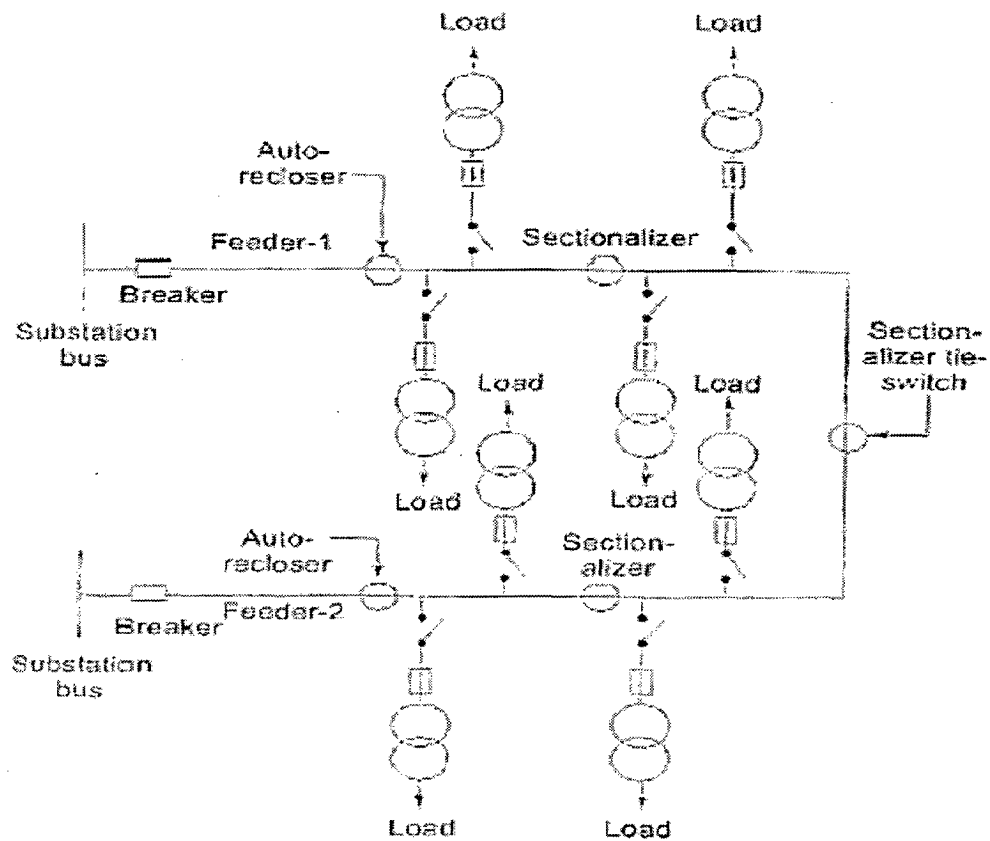 Load
Load
Auto-
recloser
Feeder-1
Sectionalizer
Breaker
Substation
bus
Section-
alizer tie-
switch
Load
Load
Load
Load
Auto-
recloser
Section-
alizer
Feeder-2
Breaker
Substation
bus
Load
Load